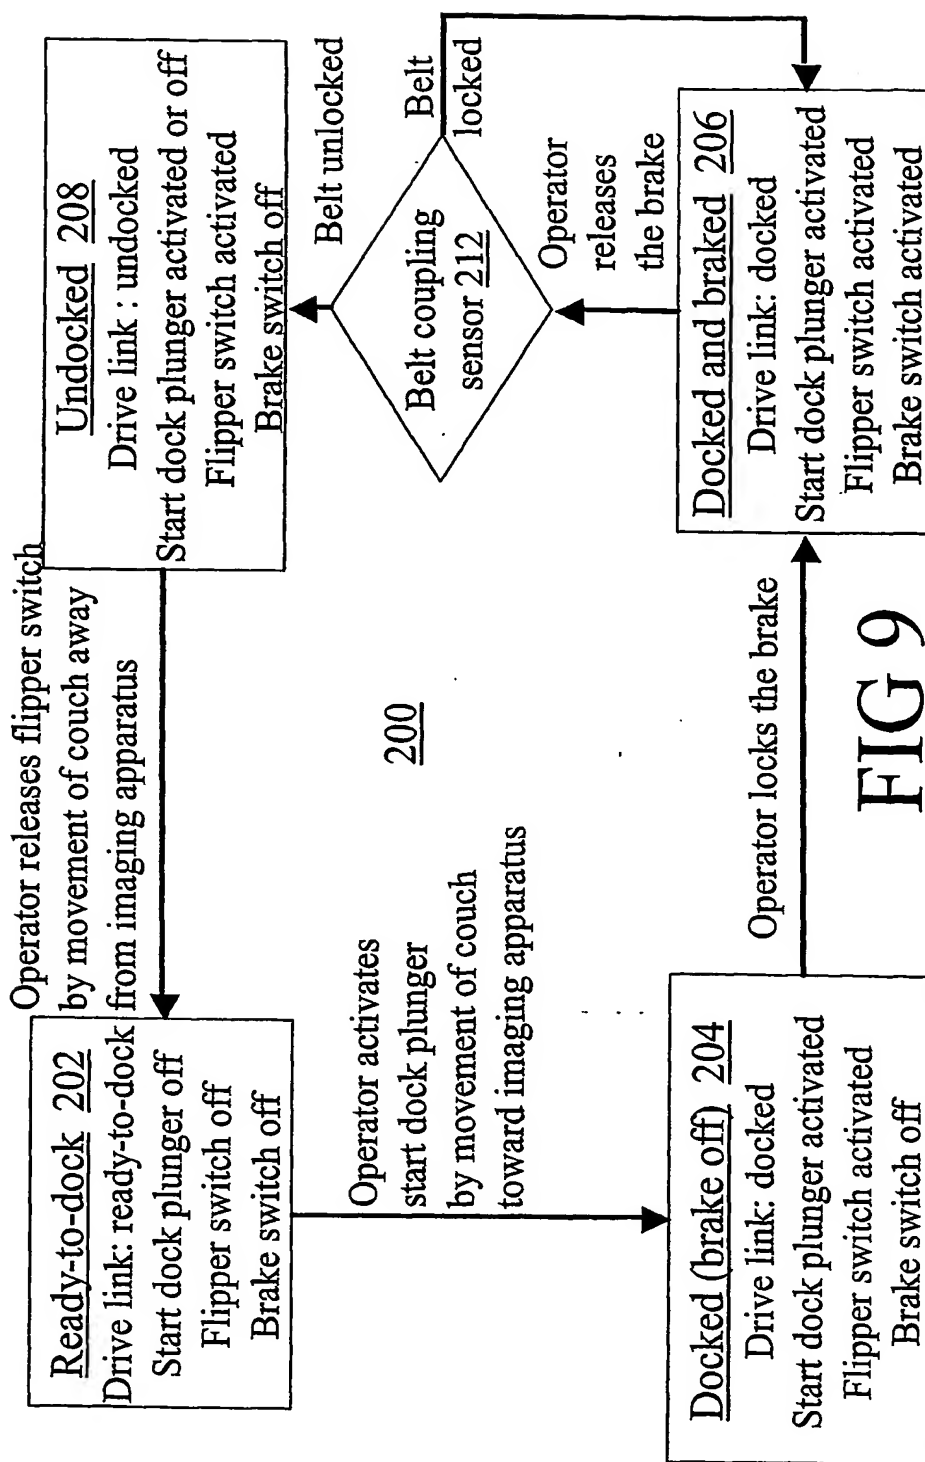 Ready-to-dock 202
Drive link: ready-to-dock
Start dock plunger off
Flipper switch off
Brake switch off
Operator releases flipper switch
by movement of couch away
from imaging apparatus
Undocked 208
Drive link : undocked
Start dock plunger activated or off
Flipper switch activated
Brake switch off
Operator activates
start dock plunger
by movement of couch
toward imaging apparatus
200
Belt unlocked
Belt coupling
sensor 212
Belt
locked
Operator
releases
the brake
Docked (brake off) 204
Drive link: docked
Start dock plunger activated
Flipper switch activated
Brake switch off
Operator locks the brake
Docked and braked 206
Drive link: docked
Start dock plunger activated
Flipper switch activated
Brake switch activated
FIG 9